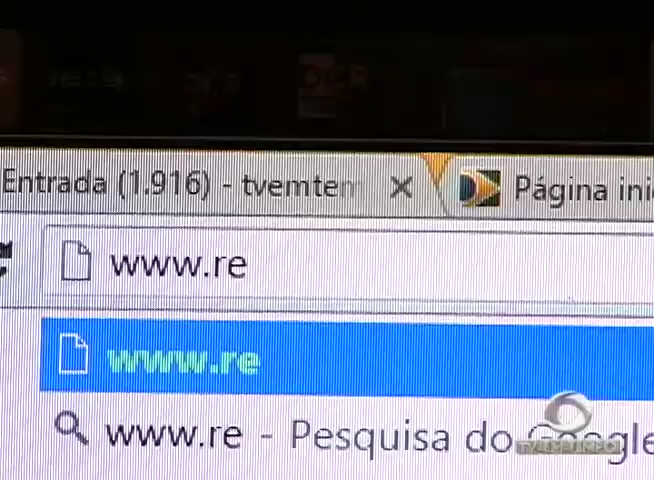 Entrada (1.916) - tvemtem
Página ini
www.re
www.re
www.re - Pesquisa do Google